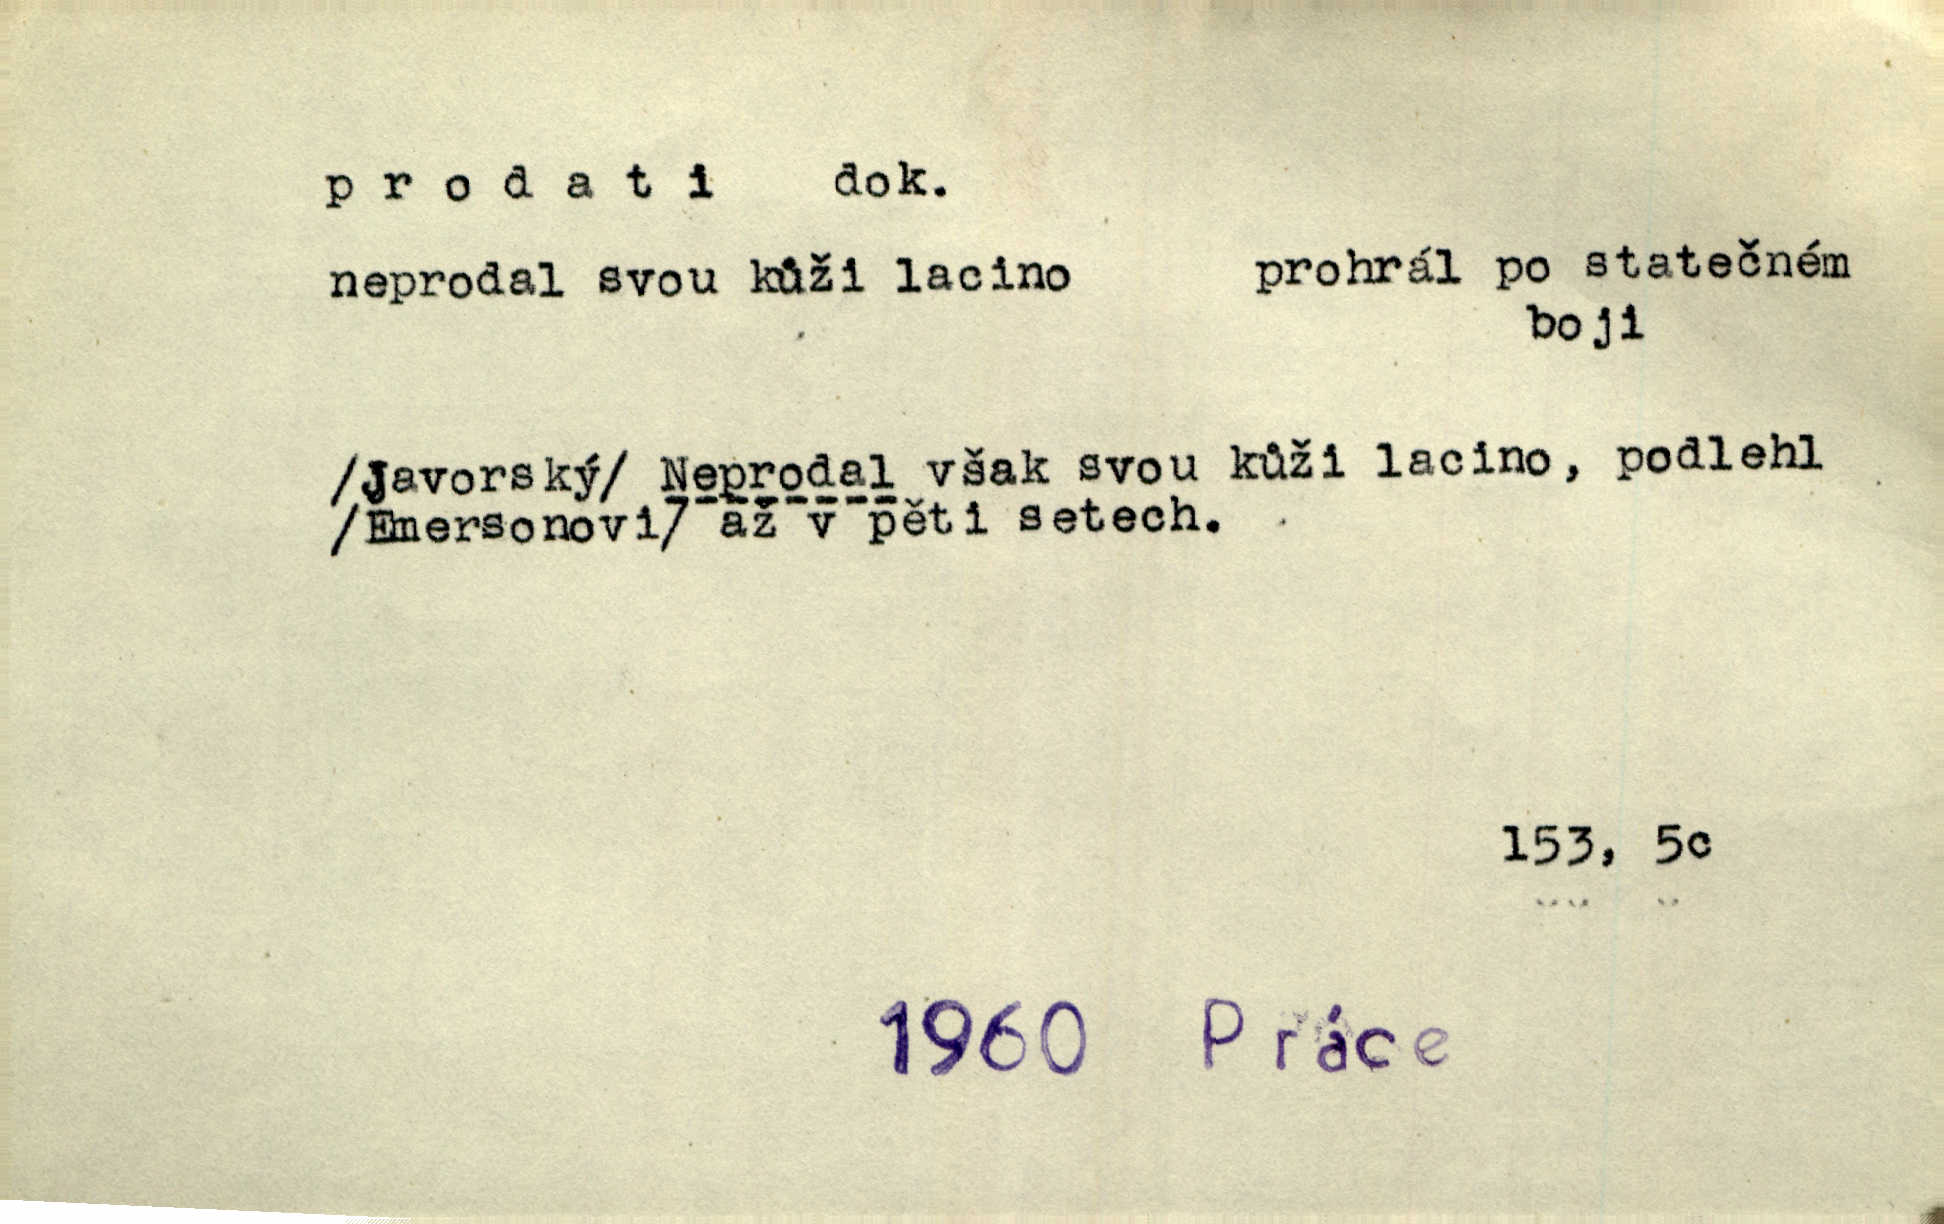 prodati dok.
neprodal svou kůži lacino prohrál po statečném
boji
/Javorský/ Neprodal však svou kůži lacino, podlehl
/Emersonovi/ až v pěti setech.
153, 5c
1960 Práce